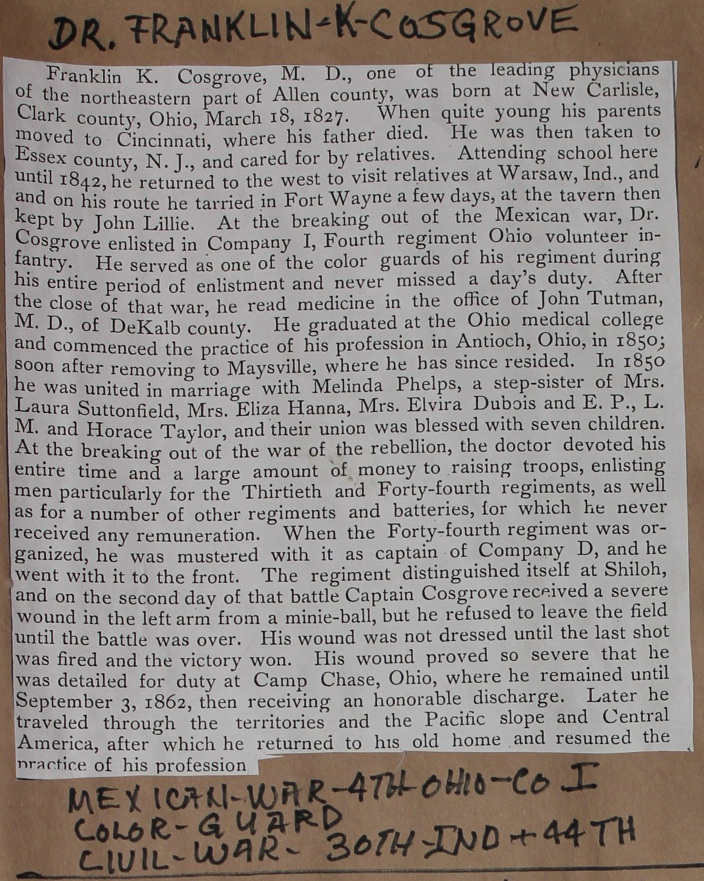 DR. FRANKLIN-K-COSGROVE
Franklin K. Cosgrove, M. D., one of the leading physicians
of the northeastern part of Allen county, was born at New Carlisle,
Clark county, Ohio, March 18, 1827. When quite young his parents
moved to Cincinnati, where his father died. He was then taken to
Essex county, N. J., and cared for by relatives. Attending school here
until 1842, he returned to the west to visit relatives at Warsaw, Ind., and
and on his route he tarried in Fort Wayne a few days, at the tavern then
kept by John Lillie. At the breaking out of the Mexican war, Dr.
Cosgrove enlisted in Company I, Fourth regiment Ohio volunteer in-
fantry. He served as one of the color guards of his regiment during
his entire period of enlistment and never missed a day's duty. After
the close of that war, he read medicine in the office of John Tutman,
M. D., of DeKalb county. He graduated at the Ohio medical college
and commenced the practice of his profession in Antioch, Ohio, in 1850;
soon after removing to Maysville, where he has since resided. In 1850
he was united in marriage with Melinda Phelps, a step-sister of Mrs.
Laura Suttonfield, Mrs. Eliza Hanna, Mrs. Elvira Dubois and E. P., L.
M. and Horace Taylor, and their union was blessed with seven children.
At the breaking out of the war of the rebellion, the doctor devoted his
entire time and a large amount of money to raising troops, enlisting
men particularly for the Thirtieth and Forty-fourth regiments, as well
as for a number of other regiments and batteries, for which he never
received any remuneration. When the Forty-fourth regiment was or-
ganized, he was mustered with it as captain of Company D, and he
went with it to the front. The regiment distinguished itself at Shiloh,
and on the second day of that battle Captain Cosgrove received a severe
wound in the left arm from a minie-ball, but he refused to leave the field
until the battle was over. His wound was not dressed until the last shot
was fired and the victory won. His wound proved so severe that he
was detailed for duty at Camp Chase, Ohio, where he remained until
September 3, 1862, then receiving an honorable discharge. Later he
traveled through the territories and the Pacific slope and Central
America, after which he returned to his old home and resumed the
practice of his profession
MEXICAN-WAR-4TH-OHIO-CO I
COLOR-GUARD
CIVIL-WAR- 30TH-IND + 44TH